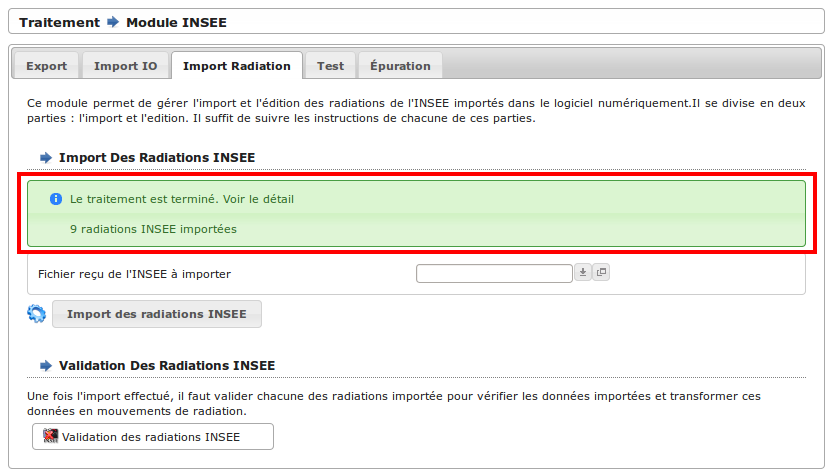 Traitement Module INSEE
Export Import IO Import Radiation Test Épuration
Ce module permet de gérer l'import et l'édition des radiations de l'INSEE importés dans le logiciel numériquement.Il se divise en deux
parties : l'import et l'edition. Il suffit de suivre les instructions de chacune de ces parties.
Import Des Radiations INSEE
Le traitement est terminé. Voir le détail
9 radiations INSEE importées
Fichier reçu de l'INSEE à importer
Import des radiations INSEE
Validation Des Radiations INSEE
Une fois l'import effectué, il faut valider chacune des radiations importée pour vérifier les données importées et transformer ces
données en mouvements de radiation.
Validation des radiations INSEE